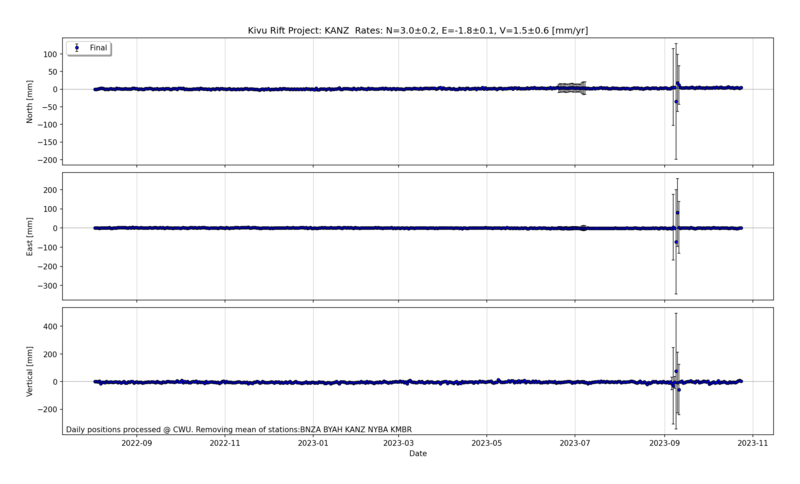 Kivu Rift Project: KANZ Rates: N=3.0±0.2, E=-1.8±0.1, V=1.5±0.6 [mm/yr]
Final
100
50
0
−50
−100
−150
−200
North [mm]
200
100
0
−100
−200
−300
East [mm]
400
200
0
−200
Vertical [mm]
Daily positions processed @ CWU. Removing mean of stations:BNZA BYAH KANZ NYBA KMBR
2022-09 2022-11 2023-01 2023-03 2023-05 2023-07 2023-09 2023-11
Date